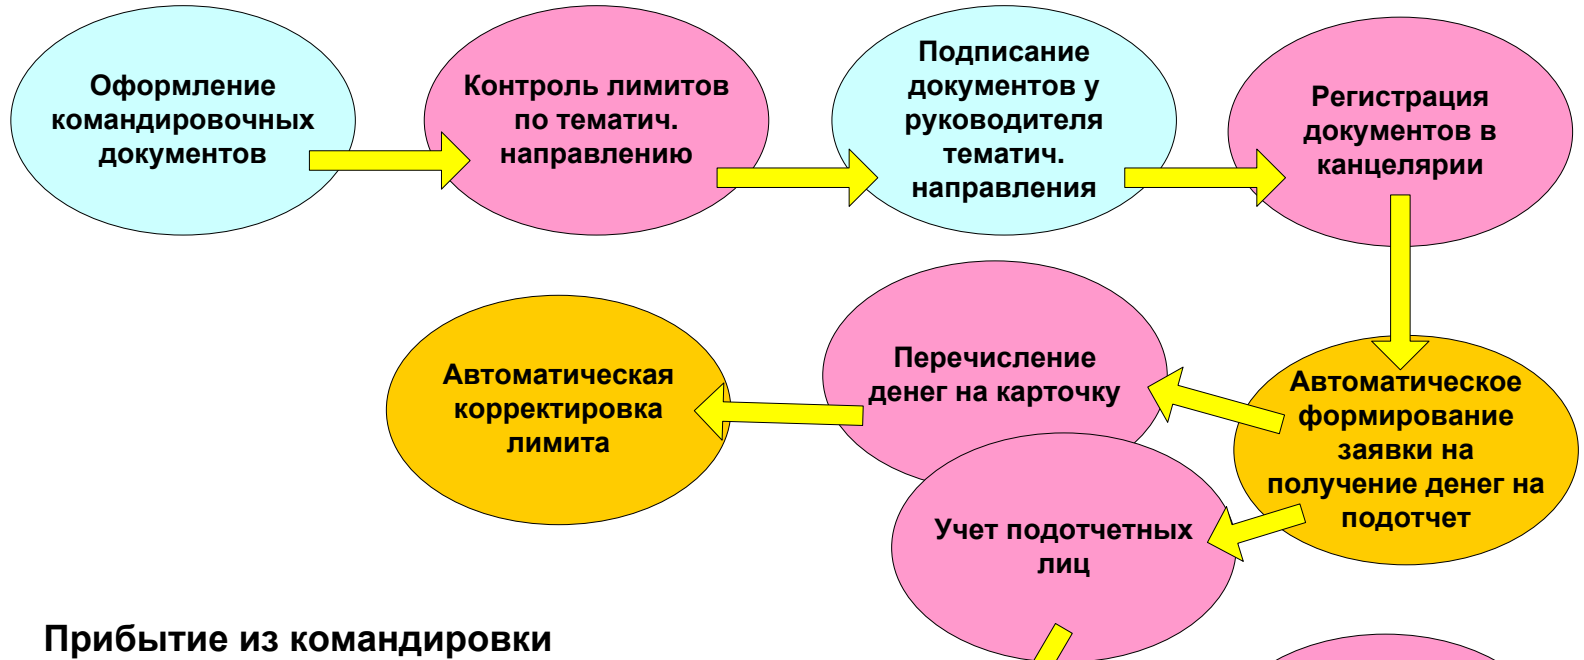 Оформление
командировочных
документов
Контроль лимитов
по тематич.
направлению
Подписание
документов у
руководителя
тематич.
направления
Регистрация
документов в
канцелярии
Автоматическая
корректировка
лимита
Перечисление
денег на карточку
Автоматическое
формирование
заявки на
получение денег на
подотчет
Учет подотчетных
лиц
Прибытие из командировки